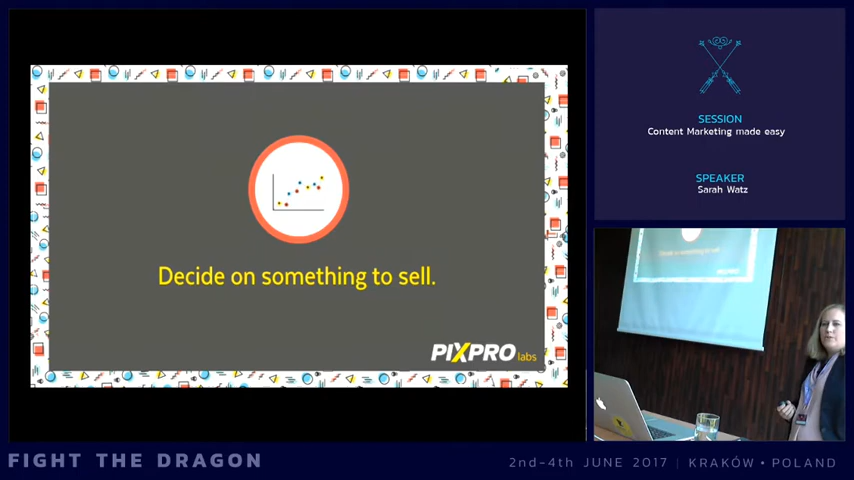 Decide on something to sell.
PIXPRO labs
SESSION
Content Marketing made easy
SPEAKER
Sarah Watz
FIGHT THE DRAGON
2nd-4th JUNE 2017 | KRAKÓW • POLAND